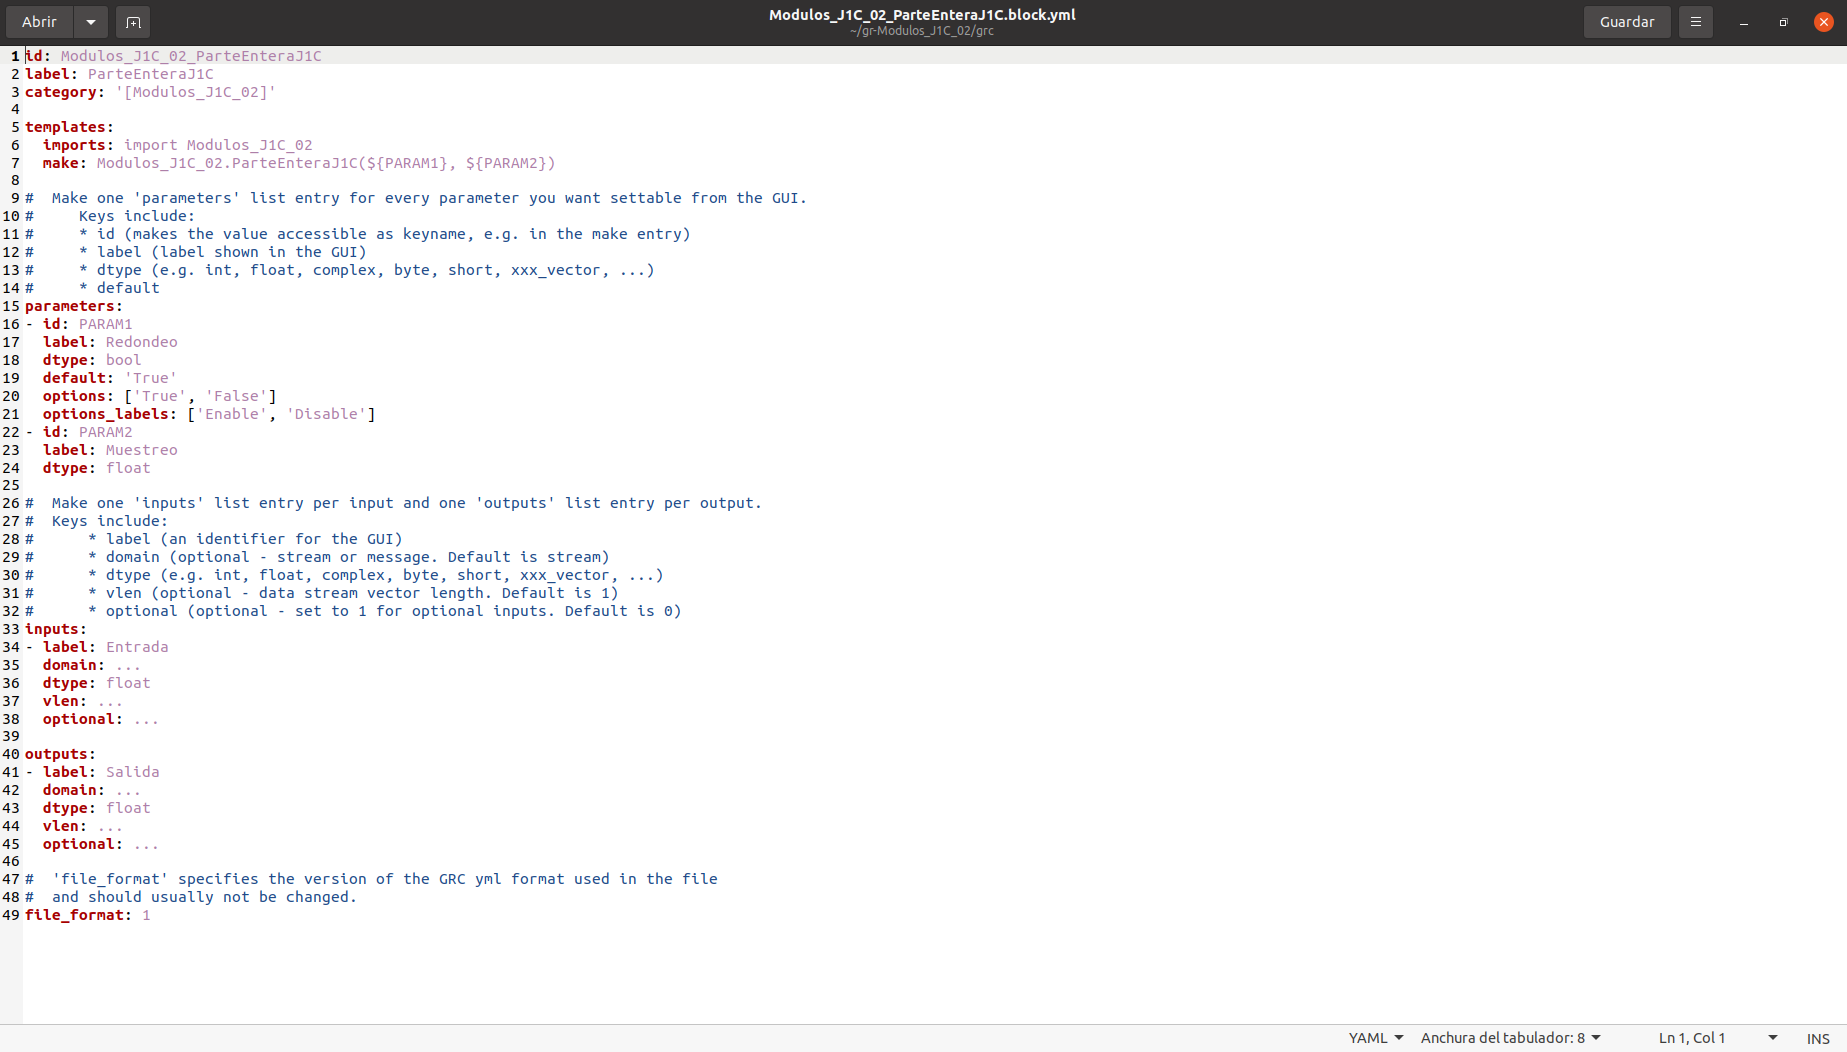 Abrir
Modulos_J1C_02_ParteEnteraJ1C.block.yml
~/gr-Modulos_J1C_02/grc
Guardar
1 id: Modulos_J1C_02_ParteEnteraJ1C
2 label: ParteEnteraJ1C
3 category: '[Modulos_J1C_02]'
4
5 templates:
6   imports: import Modulos_J1C_02
7   make: Modulos_J1C_02.ParteEnteraJ1C(${PARAM1}, ${PARAM2})
8
9 #  Make one 'parameters' list entry for every parameter you want settable from the GUI.
10 #     Keys include:
11 #     * id (makes the value accessible as keyname, e.g. in the make entry)
12 #     * label (label shown in the GUI)
13 #     * dtype (e.g. int, float, complex, byte, short, xxx_vector, ...)
14 #     * default
15 parameters:
16 - id: PARAM1
17   label: Redondeo
18   dtype: bool
19   default: 'True'
20   options: ['True', 'False']
21   options_labels: ['Enable', 'Disable']
22 - id: PARAM2
23   label: Muestreo
24   dtype: float
25
26 #  Make one 'inputs' list entry per input and one 'outputs' list entry per output.
27 #  Keys include:
28 #      * label (an identifier for the GUI)
29 #      * domain (optional - stream or message. Default is stream)
30 #      * dtype (e.g. int, float, complex, byte, short, xxx_vector, ...)
31 #      * vlen (optional - data stream vector length. Default is 1)
32 #      * optional (optional - set to 1 for optional inputs. Default is 0)
33 inputs:
34 - label: Entrada
35   domain: ...
36   dtype: float
37   vlen: ...
38   optional: ...
39
40 outputs:
41 - label: Salida
42   domain: ...
43   dtype: float
44   vlen: ...
45   optional: ...
46
47 #  'file_format' specifies the version of the GRC yml format used in the file
48 #  and should usually not be changed.
49 file_format: 1
YAML Anchura del tabulador: 8 Ln 1, Col 1 INS